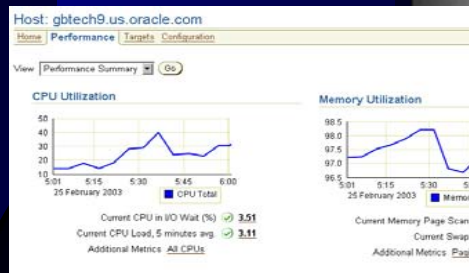 Host: gbtech9.us.oracle.com
Home Performance Targets Configuration
View Performance Summary Go
CPU Utilization
50
40
30
20
10
5:01 5:15 5:30 5:45 6:00
25 February 2003
CPU Total
Current CPU in I/O Wait (%) 3.51
Current CPU Load, 5 minutes avg. 3.11
Additional Metrics All CPUs
Memory Utilization
98.5
98.0
97.5
97.0
96.5
5:01 5:15 5:30
25 February 2003
Current Memory Page Scan
Current Swap
Additional Metrics